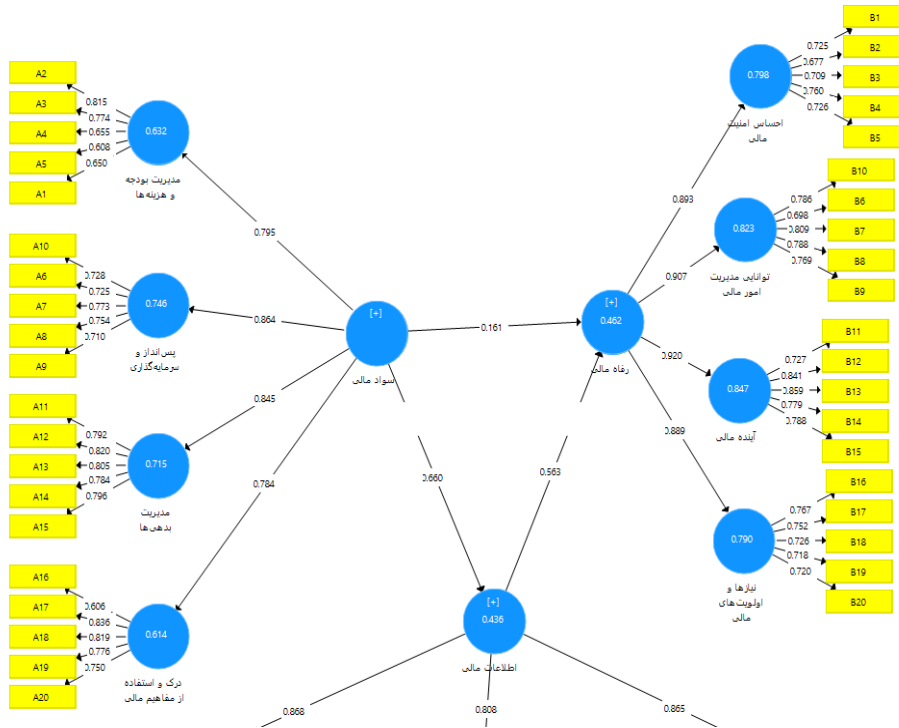 A2
A3
A4
A5
A1
0.815
0.774
0.655
0.608
0.650
0.632
مدیریت بودجه
و هزینه‌ها
A10
A6
A7
A8
A9
0.728
0.725
0.773
0.754
0.710
0.746
پس‌انداز و
سرمایه‌گذاری
A11
A12
A13
A14
A15
0.792
0.820
0.805
0.784
0.796
0.715
مدیریت
بدهی‌ها
A16
A17
A18
A19
A20
0.606
0.836
0.819
0.776
0.750
0.614
درک و استفاده
از مفاهیم مالی
0.795
0.864
0.845
0.784
[+]
سواد مالی
0.161
0.660
0.563
[+]
0.462
رفاه مالی
[+]
0.436
اطلاعات مالی
0.868
0.808
0.865
0.893
0.907
0.920
0.889
0.798
احساس امنیت
مالی
0.725
0.677
0.709
0.760
0.726
B1
B2
B3
B4
B5
0.823
توانایی مدیریت
امور مالی
0.786
0.698
0.809
0.788
0.769
B10
B6
B7
B8
B9
0.847
آینده مالی
0.727
0.841
0.859
0.779
0.788
B11
B12
B13
B14
B15
0.790
نیازها و
اولویت‌های
مالی
0.767
0.752
0.726
0.718
0.720
B16
B17
B18
B19
B20